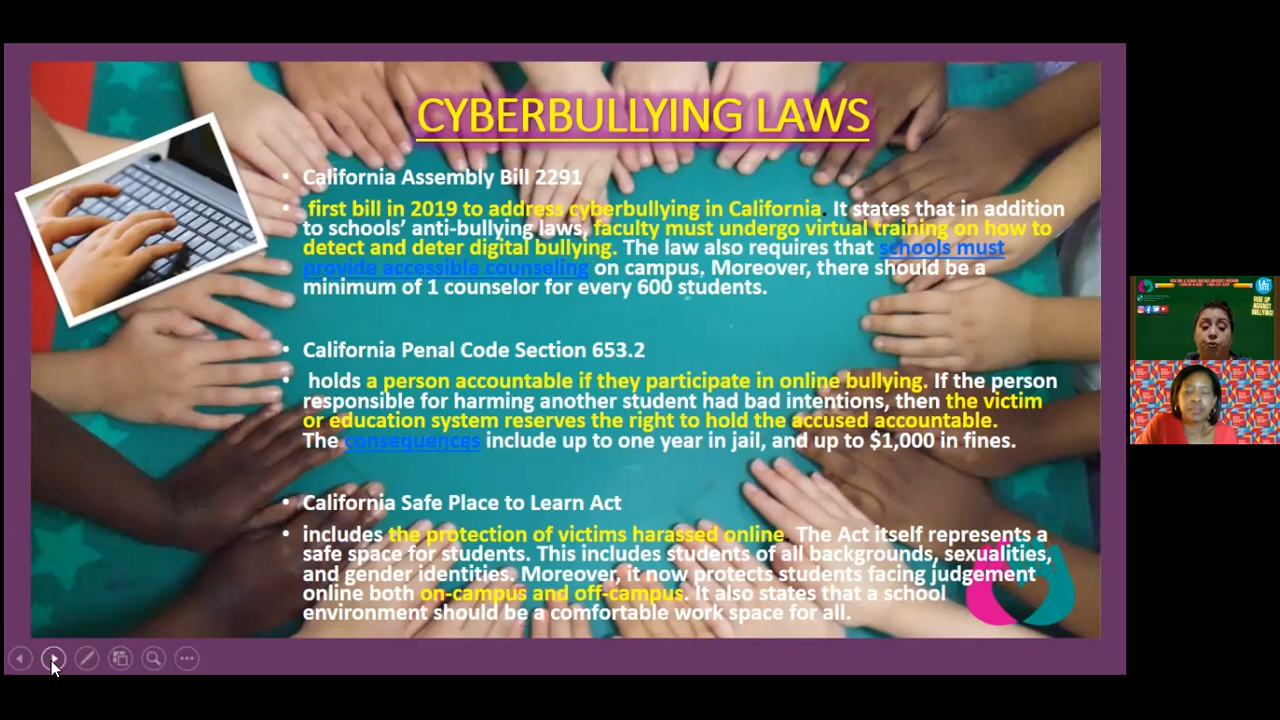 CYBERBULLYING LAWS
• California Assembly Bill 2291
• first bill in 2019 to address cyberbullying in California. It states that in addition
to schools’ anti-bullying laws, faculty must undergo virtual training on how to
detect and deter digital bullying. The law also requires that schools must
provide accessible counseling on campus. Moreover, there should be a
minimum of 1 counselor for every 600 students.
• California Penal Code Section 653.2
• holds a person accountable if they participate in online bullying. If the person
responsible for harming another student had bad intentions, then the victim
or education system reserves the right to hold the accused accountable.
The consequences include up to one year in jail, and up to $1,000 in fines.
• California Safe Place to Learn Act
• includes the protection of victims harassed online. The Act itself represents a
safe space for students. This includes students of all backgrounds, sexualities,
and gender identities. Moreover, it now protects students facing judgement
online both on-campus and off-campus. It also states that a school
environment should be a comfortable work space for all.
RISE UP
AGAINST
BULLYING!